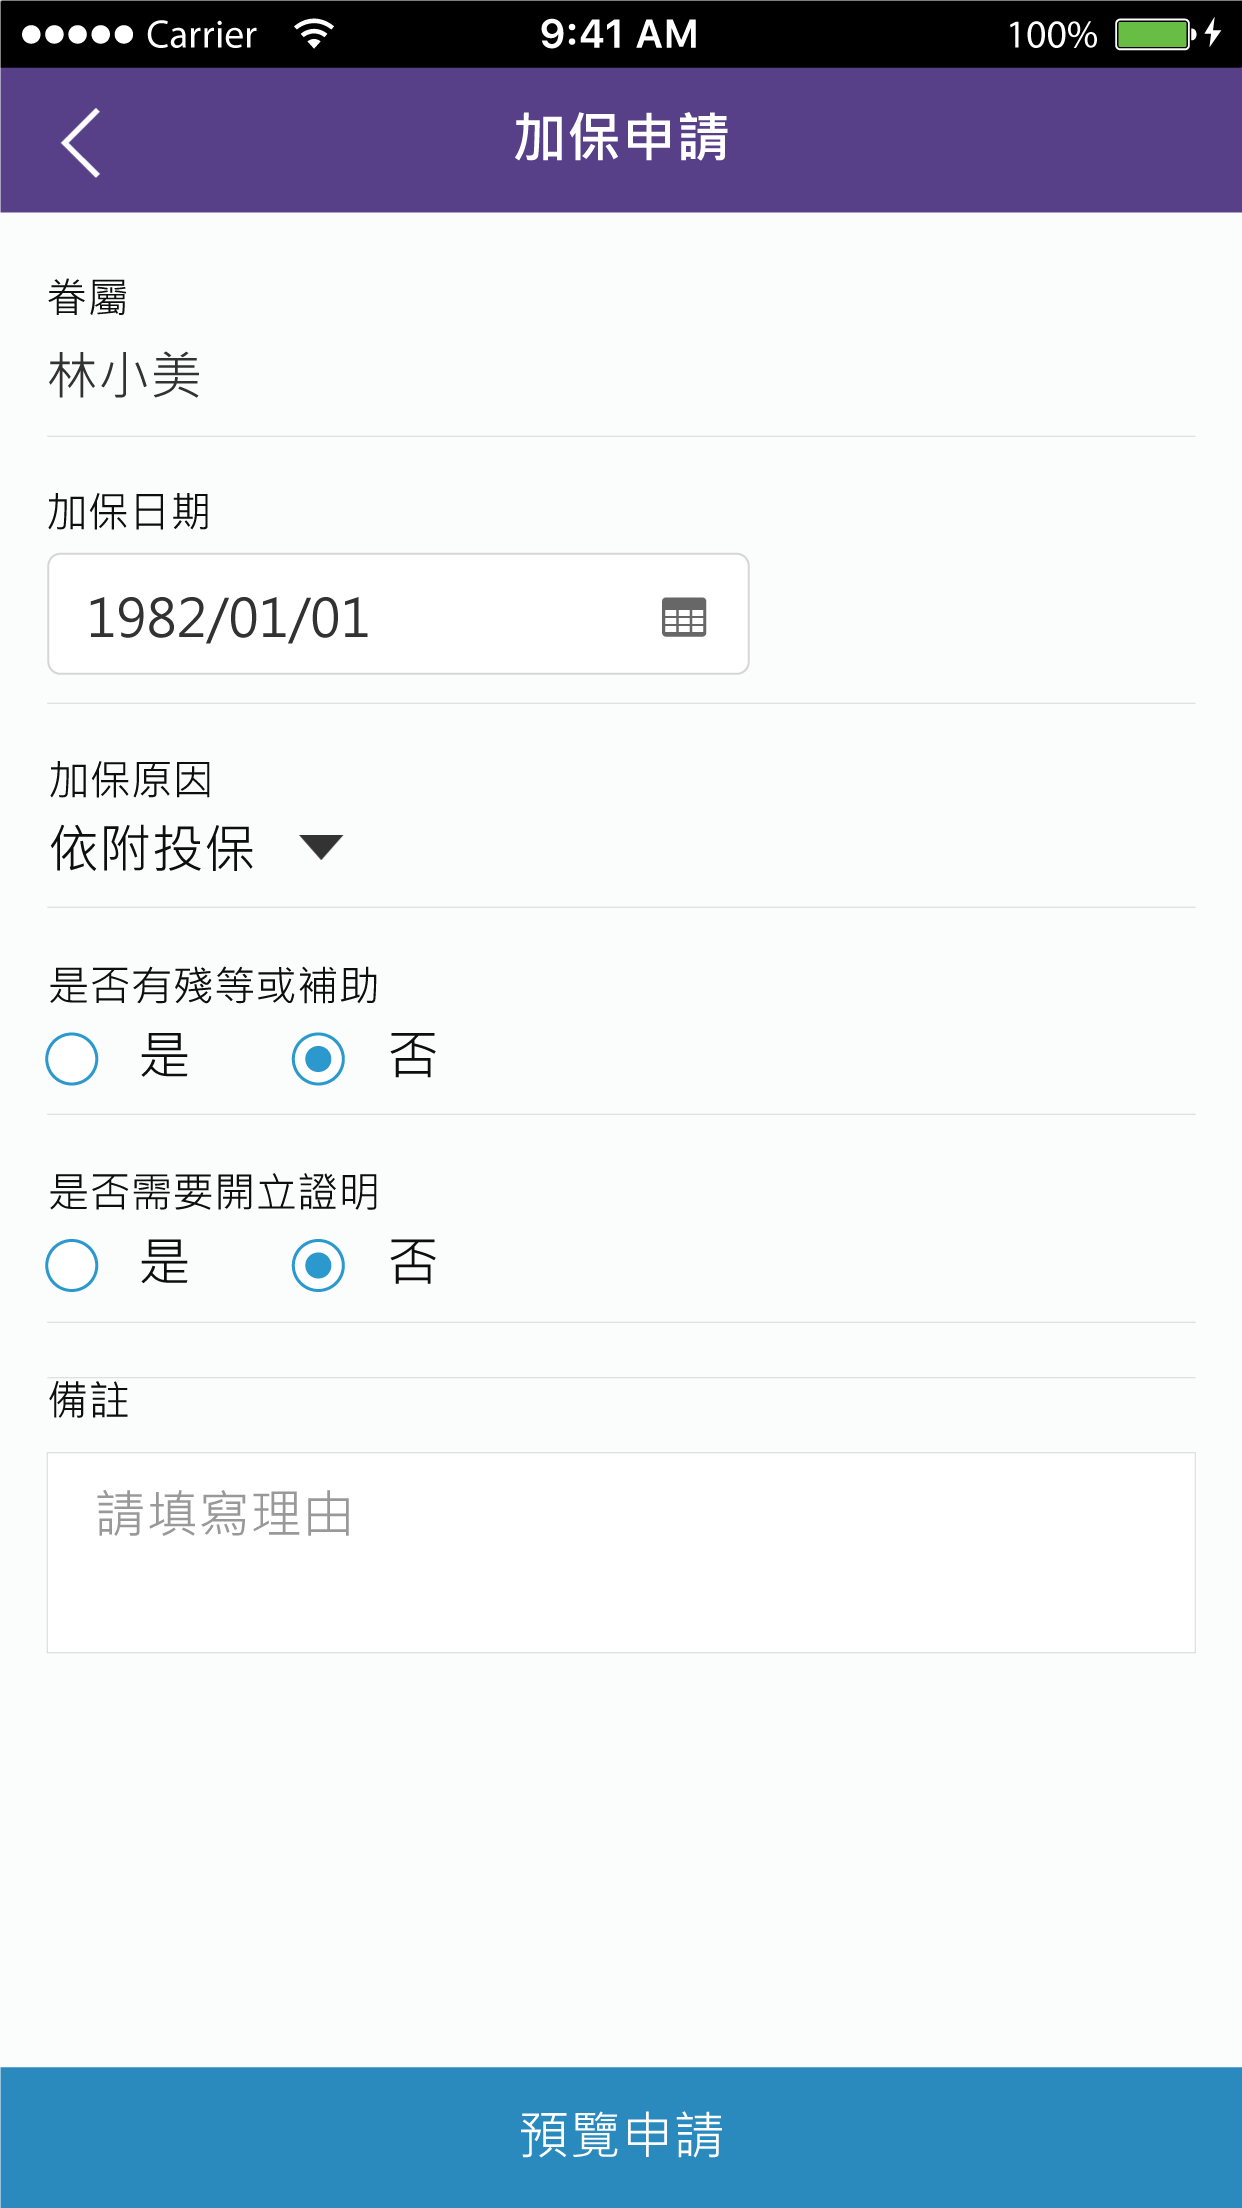 Carrier 9:41 AM 100%
加保申請
眷屬
林小美
加保日期
1982/01/01
加保原因
依附投保
是否有殘等或補助
是 否
是否需要開立證明
是 否
備註
請填寫理由
預覽申請